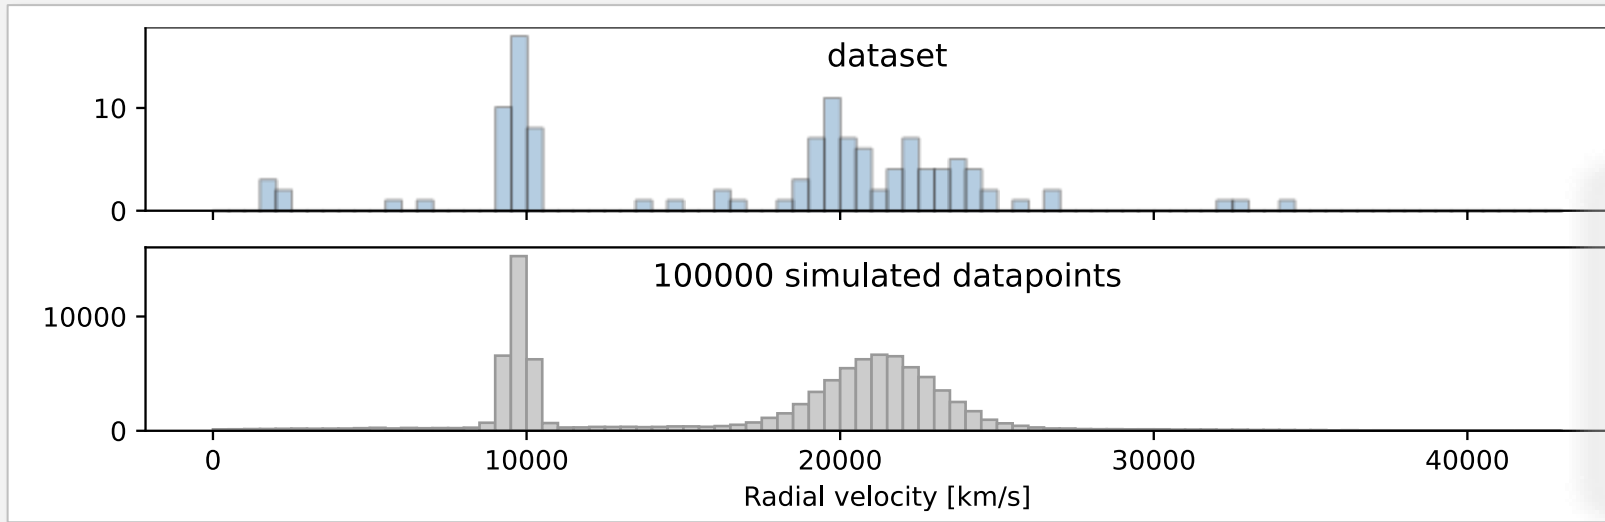 dataset
10
0
100000 simulated datapoints
10000
0
0 10000 20000 30000 40000
Radial velocity [km/s]